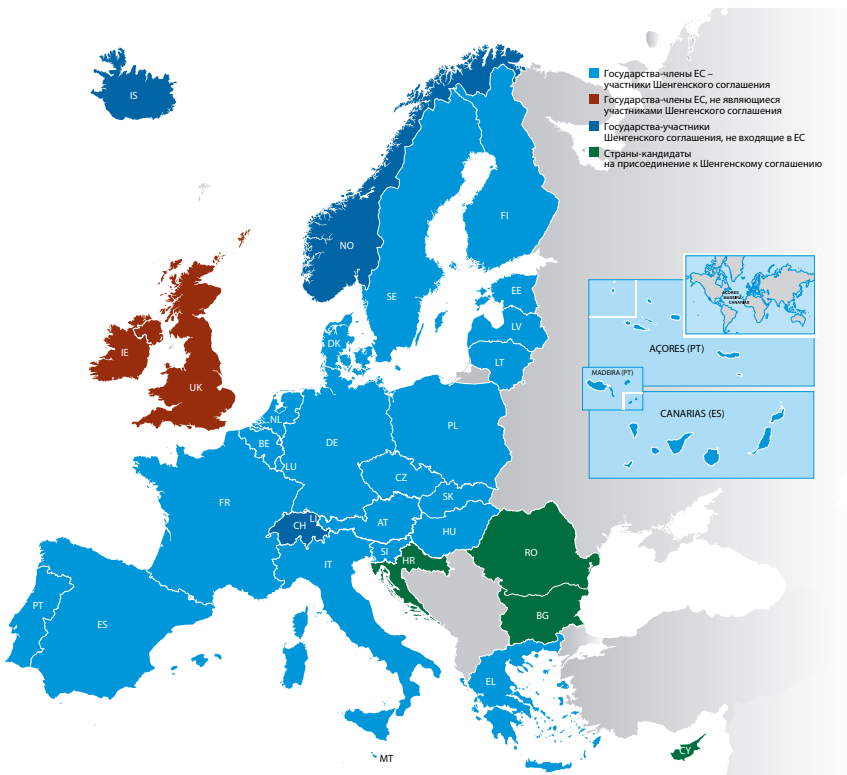 Государства-члены ЕС –
участники Шенгенского соглашения
Государства-члены ЕС, не являющиеся
участниками Шенгенского соглашения
Государства-участники
Шенгенского соглашения, не входящие в ЕС
Страны-кандидаты
на присоединение к Шенгенскому соглашению
IS
FI
NO
SE
EE
LV
LT
DK
IE
UK
NL
BE
LU
DE
PL
CZ
SK
FR
CH
LI
AT
HU
SI
HR
IT
RO
BG
PT
ES
EL
MT
CY
AÇORES
MADEIRA
CANARIAS
AÇORES (PT)
MADEIRA (PT)
CANARIAS (ES)